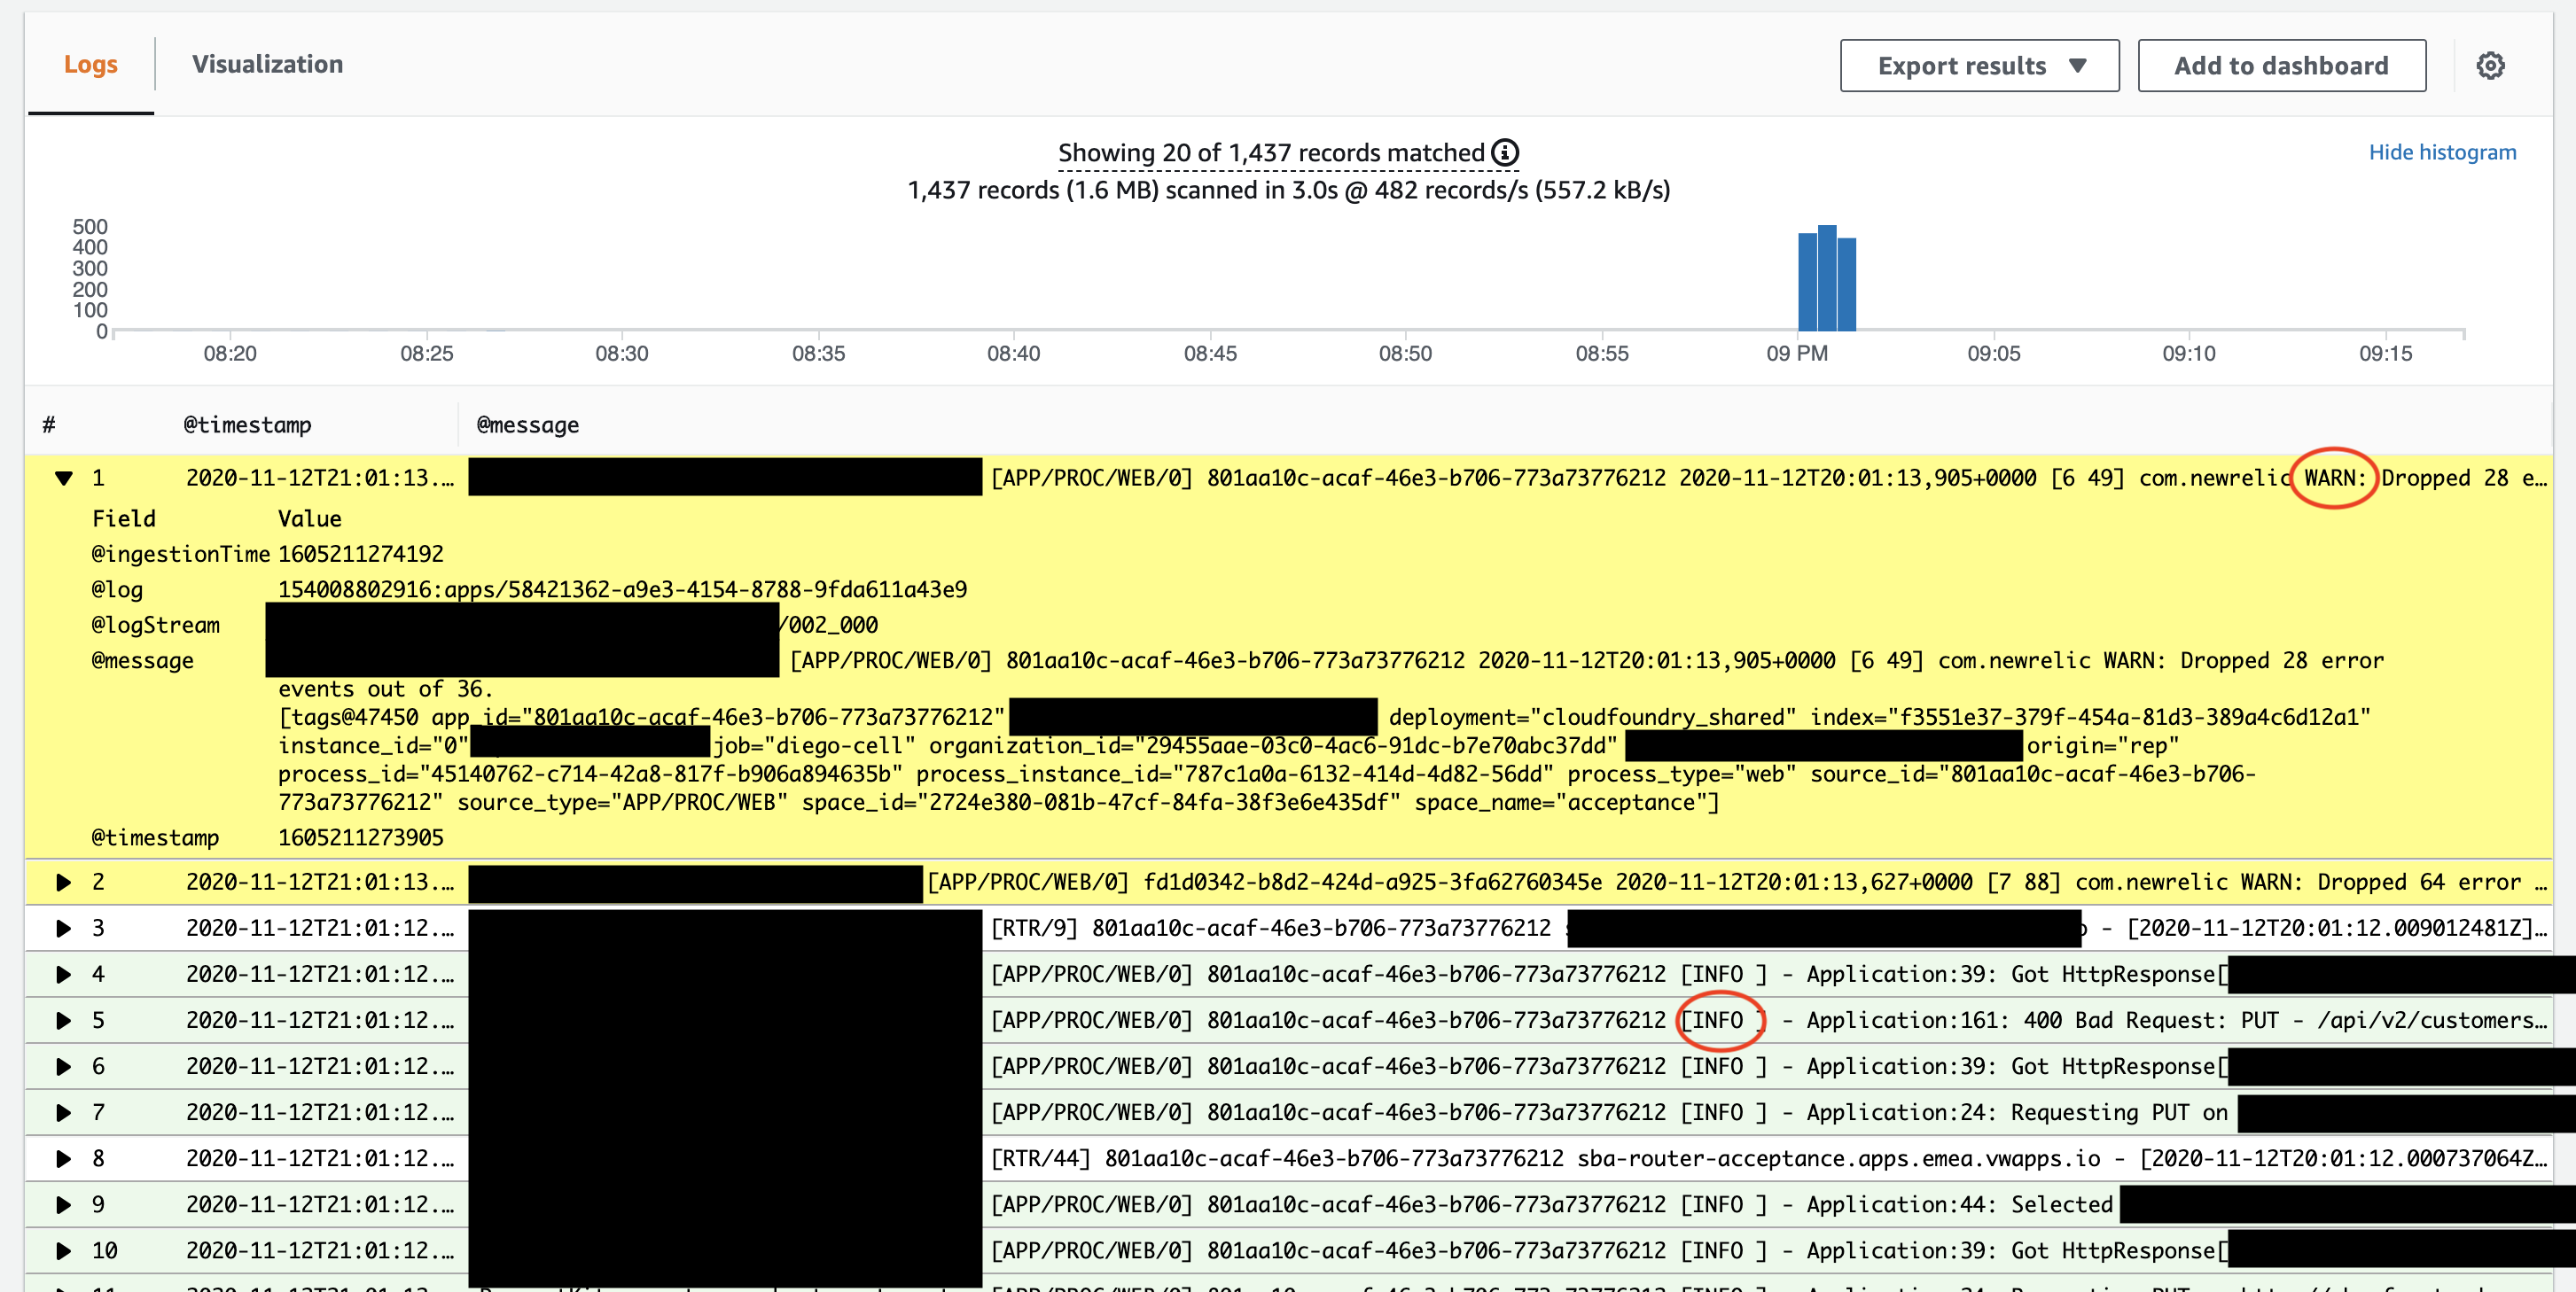 Logs
Visualization
Export results ▼
Add to dashboard
Showing 20 of 1,437 records matched
Hide histogram
1,437 records (1.6 MB) scanned in 3.0s @ 482 records/s (557.2 kB/s)
500
400
300
200
100
0
08:20 08:25 08:30 08:35 08:40 08:45 08:50 08:55 09 PM 09:05 09:10 09:15
# @timestamp @message
1 2020-11-12T21:01:13.… [APP/PROC/WEB/0] 801aa10c-acaf-46e3-b706-773a73776212 2020-11-12T20:01:13,905+0000 [6 49] com.newrelic WARN: Dropped 28 e…
Field Value
@ingestionTime 1605211274192
@log 154008802916:apps/58421362-a9e3-4154-8788-9fda611a43e9
@logStream /002_000
@message [APP/PROC/WEB/0] 801aa10c-acaf-46e3-b706-773a73776212 2020-11-12T20:01:13,905+0000 [6 49] com.newrelic WARN: Dropped 28 error
events out of 36.
[tags@47450 app_id="801aa10c-acaf-46e3-b706-773a73776212" deployment="cloudfoundry_shared" index="f3551e37-379f-454a-81d3-389a4c6d12a1"
instance_id="0" job="diego-cell" organization_id="29455aae-03c0-4ac6-91dc-b7e70abc37dd" origin="rep"
process_id="45140762-c714-42a8-817f-b906a894635b" process_instance_id="787c1a0a-6132-414d-4d82-56dd" process_type="web" source_id="801aa10c-acaf-46e3-b706-
773a73776212" source_type="APP/PROC/WEB" space_id="2724e380-081b-47cf-84fa-38f3e6e435df" space_name="acceptance"]
@timestamp 1605211273905
2 2020-11-12T21:01:13.… [APP/PROC/WEB/0] fd1d0342-b8d2-424d-a925-3fa62760345e 2020-11-12T20:01:13,627+0000 [7 88] com.newrelic WARN: Dropped 64 error …
3 2020-11-12T21:01:12.… [RTR/9] 801aa10c-acaf-46e3-b706-773a73776212 - [2020-11-12T20:01:12.009012481Z]…
4 2020-11-12T21:01:12.… [APP/PROC/WEB/0] 801aa10c-acaf-46e3-b706-773a73776212 [INFO ] - Application:39: Got HttpResponse[
5 2020-11-12T21:01:12.… [APP/PROC/WEB/0] 801aa10c-acaf-46e3-b706-773a73776212 [INFO ] - Application:161: 400 Bad Request: PUT - /api/v2/customers…
6 2020-11-12T21:01:12.… [APP/PROC/WEB/0] 801aa10c-acaf-46e3-b706-773a73776212 [INFO ] - Application:39: Got HttpResponse[
7 2020-11-12T21:01:12.… [APP/PROC/WEB/0] 801aa10c-acaf-46e3-b706-773a73776212 [INFO ] - Application:24: Requesting PUT on
8 2020-11-12T21:01:12.… [RTR/44] 801aa10c-acaf-46e3-b706-773a73776212 sba-router-acceptance.apps.emea.vwapps.io - [2020-11-12T20:01:12.000737064Z…
9 2020-11-12T21:01:12.… [APP/PROC/WEB/0] 801aa10c-acaf-46e3-b706-773a73776212 [INFO ] - Application:44: Selected
10 2020-11-12T21:01:12.… [APP/PROC/WEB/0] 801aa10c-acaf-46e3-b706-773a73776212 [INFO ] - Application:39: Got HttpResponse[